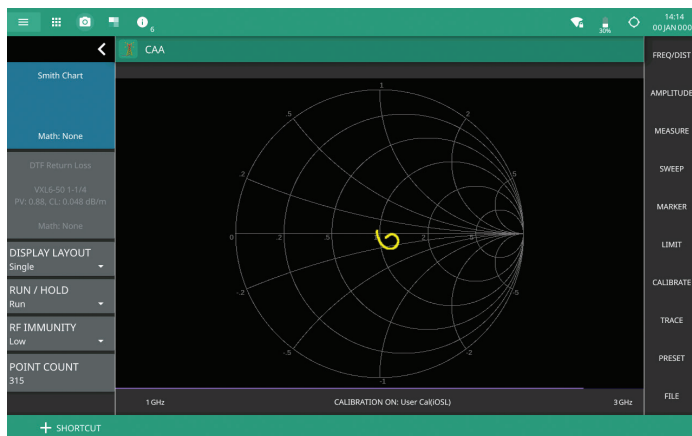 6
30%
14:14
00 JAN 000
CAA
Smith Chart
Math: None
DTF Return Loss
VXL6-50 1-1/4
PV: 0.88, CL: 0.048 dB/m
Math: None
DISPLAY LAYOUT
Single
RUN / HOLD
Run
RF IMMUNITY
Low
POINT COUNT
315
1
.5
2
.2
5
0
.2
.5
1
2
5
-.2
-5
-.5
-2
-1
1 GHz
CALIBRATION ON: User Cal(iOSL)
3 GHz
FREQ/DIST
AMPLITUDE
MEASURE
SWEEP
MARKER
LIMIT
CALIBRATE
TRACE
PRESET
FILE
SHORTCUT